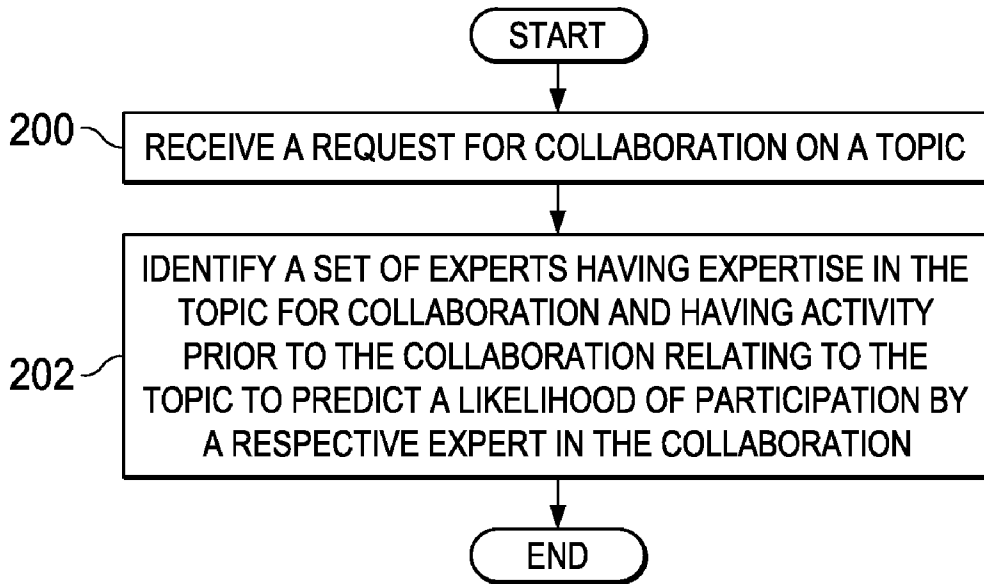 START
200
RECEIVE A REQUEST FOR COLLABORATION ON A TOPIC
202
IDENTIFY A SET OF EXPERTS HAVING EXPERTISE IN THE
TOPIC FOR COLLABORATION AND HAVING ACTIVITY
PRIOR TO THE COLLABORATION RELATING TO THE
TOPIC TO PREDICT A LIKELIHOOD OF PARTICIPATION BY
A RESPECTIVE EXPERT IN THE COLLABORATION
END